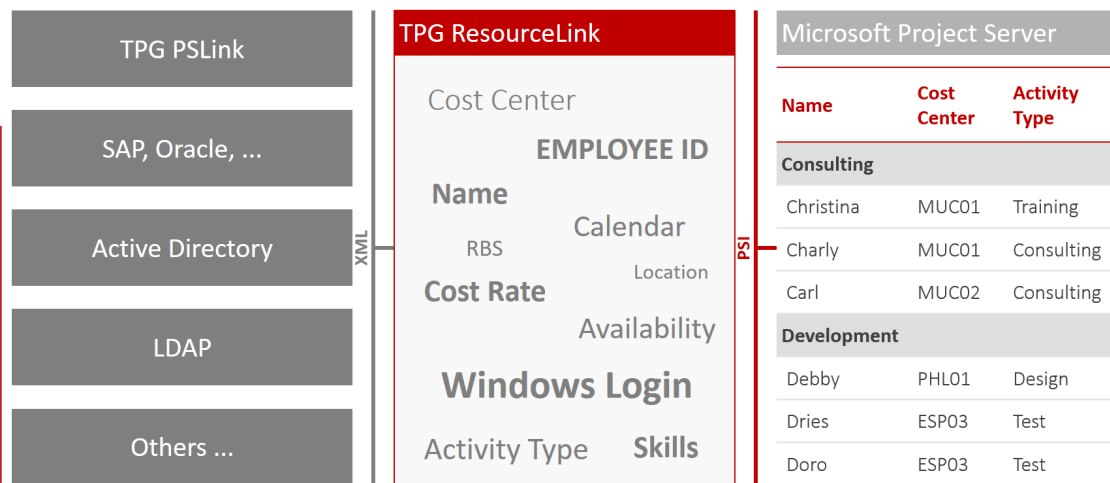 TPG PSLink
SAP, Oracle, ...
Active Directory
LDAP
Others ...
XML
TPG ResourceLink
Cost Center
EMPLOYEE ID
Name
Calendar
RBS
Location
Cost Rate
Availability
Windows Login
Activity Type
Skills
PSI
Microsoft Project Server
Name Cost Center Activity Type
Consulting
Christina MUC01 Training
Charly MUC01 Consulting
Carl MUC02 Consulting
Development
Debby PHL01 Design
Dries ESP03 Test
Doro ESP03 Test